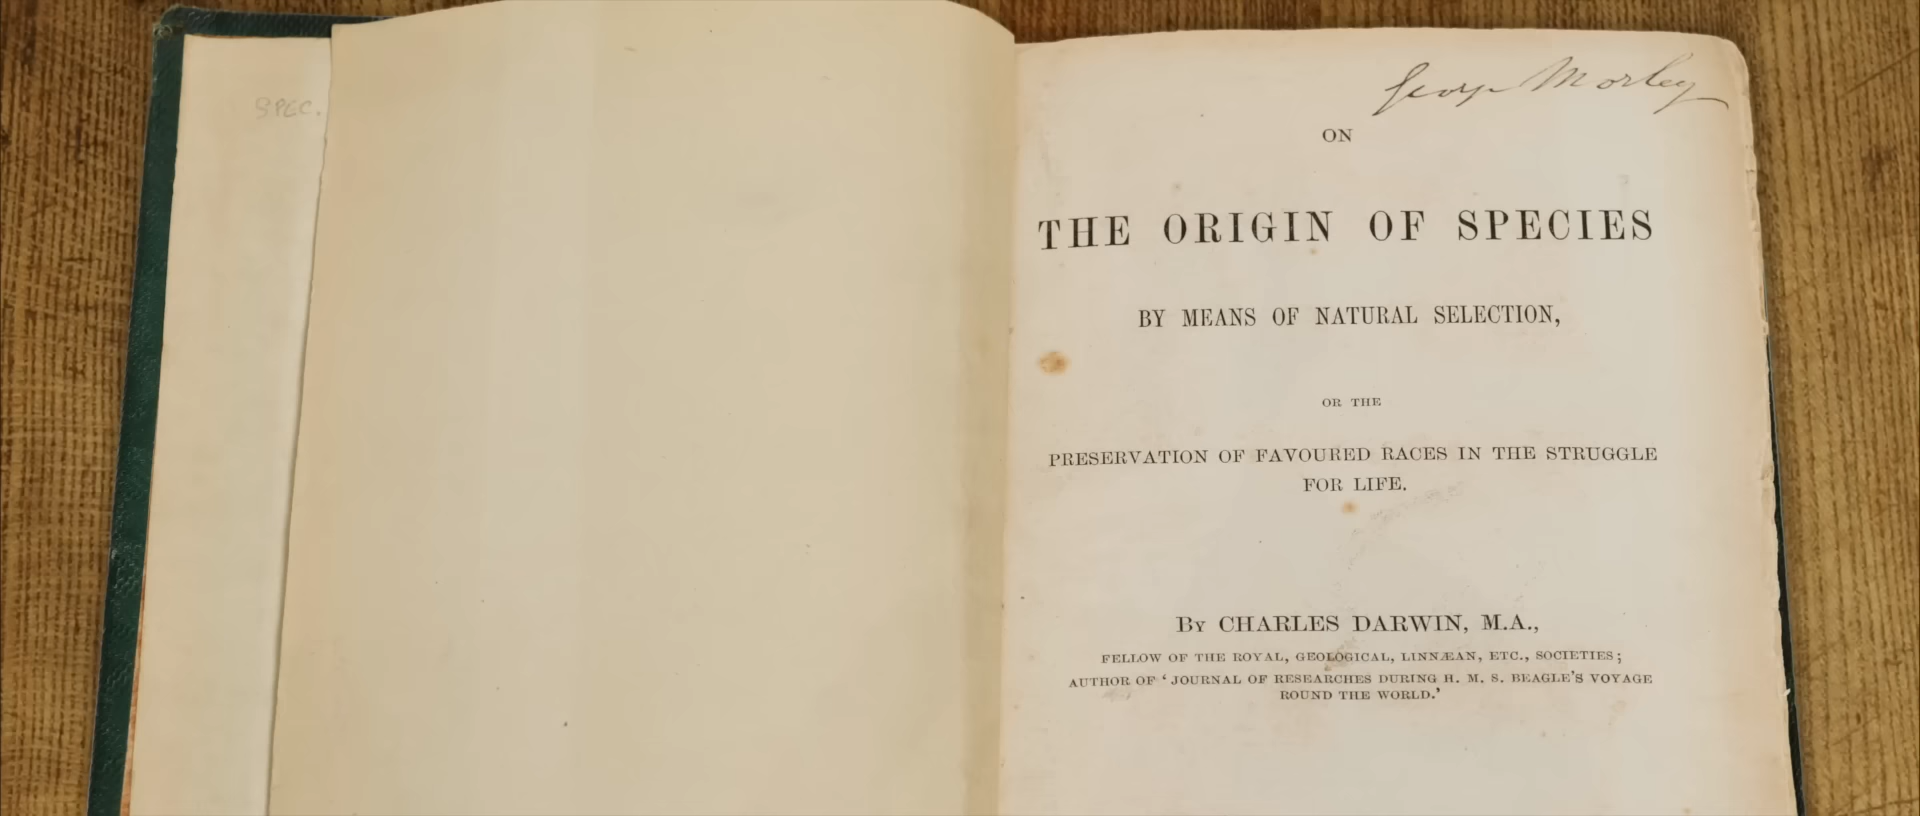 SPEC.
George Morley
ON
THE ORIGIN OF SPECIES
BY MEANS OF NATURAL SELECTION,
OR THE
PRESERVATION OF FAVOURED RACES IN THE STRUGGLE
FOR LIFE.
BY CHARLES DARWIN, M.A.,
FELLOW OF THE ROYAL, GEOLOGICAL, LINNÆAN, ETC., SOCIETIES;
AUTHOR OF ‘JOURNAL OF RESEARCHES DURING H. M. S. BEAGLE’S VOYAGE
ROUND THE WORLD.’